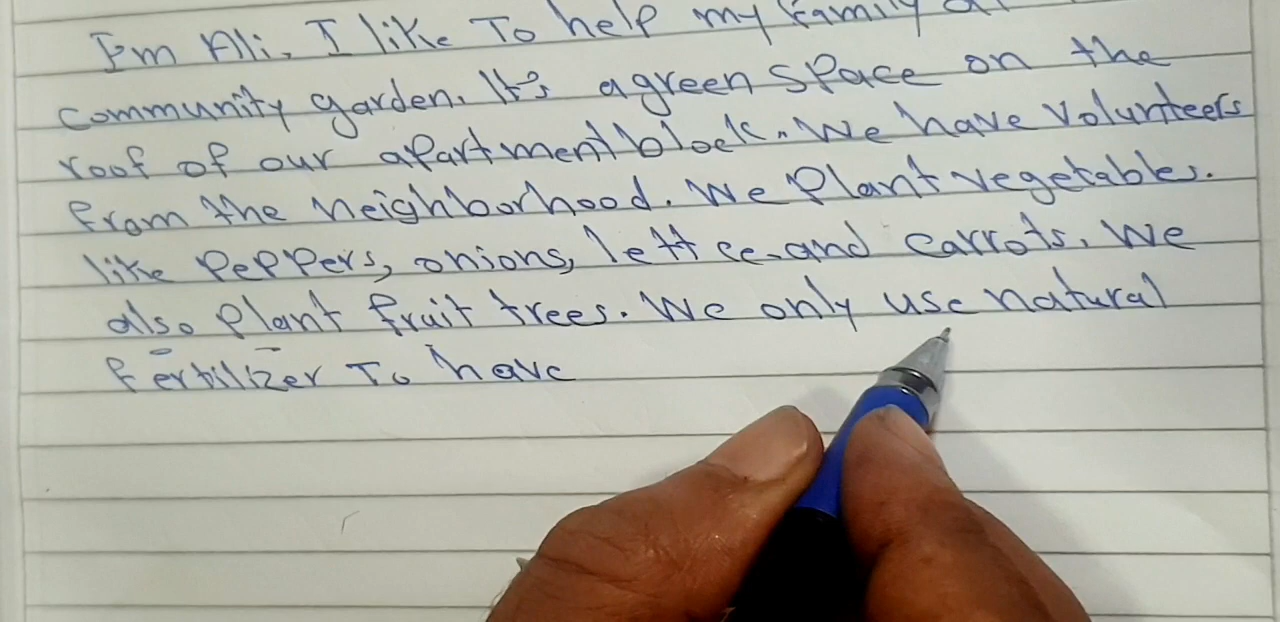 I'm Ali. I like To help my family
community garden. It's a green space on the
roof of our apartment block. We have volunteers
from the neighborhood. We Plant vegetables.
like PePPers, onions, lettce. and carrots. We
also Plant fruit trees. We only use natural
fertilizer To have